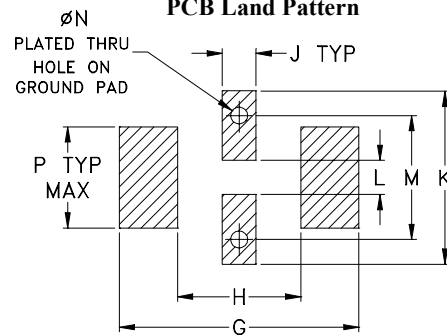 PCB Land Pattern
øN
PLATED THRU
HOLE ON
GROUND PAD
J TYP
P TYP
MAX
L
M
K
H
G